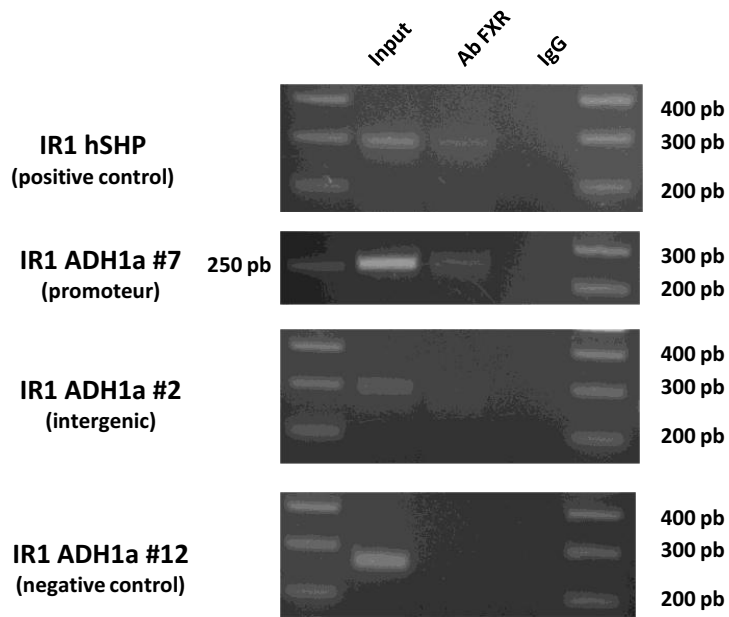 Input Ab FXR IgG
IR1 hSHP
(positive control)
400 pb
300 pb
200 pb
IR1 ADH1a #7
(promoteur)
250 pb
300 pb
200 pb
IR1 ADH1a #2
(intergenic)
400 pb
300 pb
200 pb
IR1 ADH1a #12
(negative control)
400 pb
300 pb
200 pb